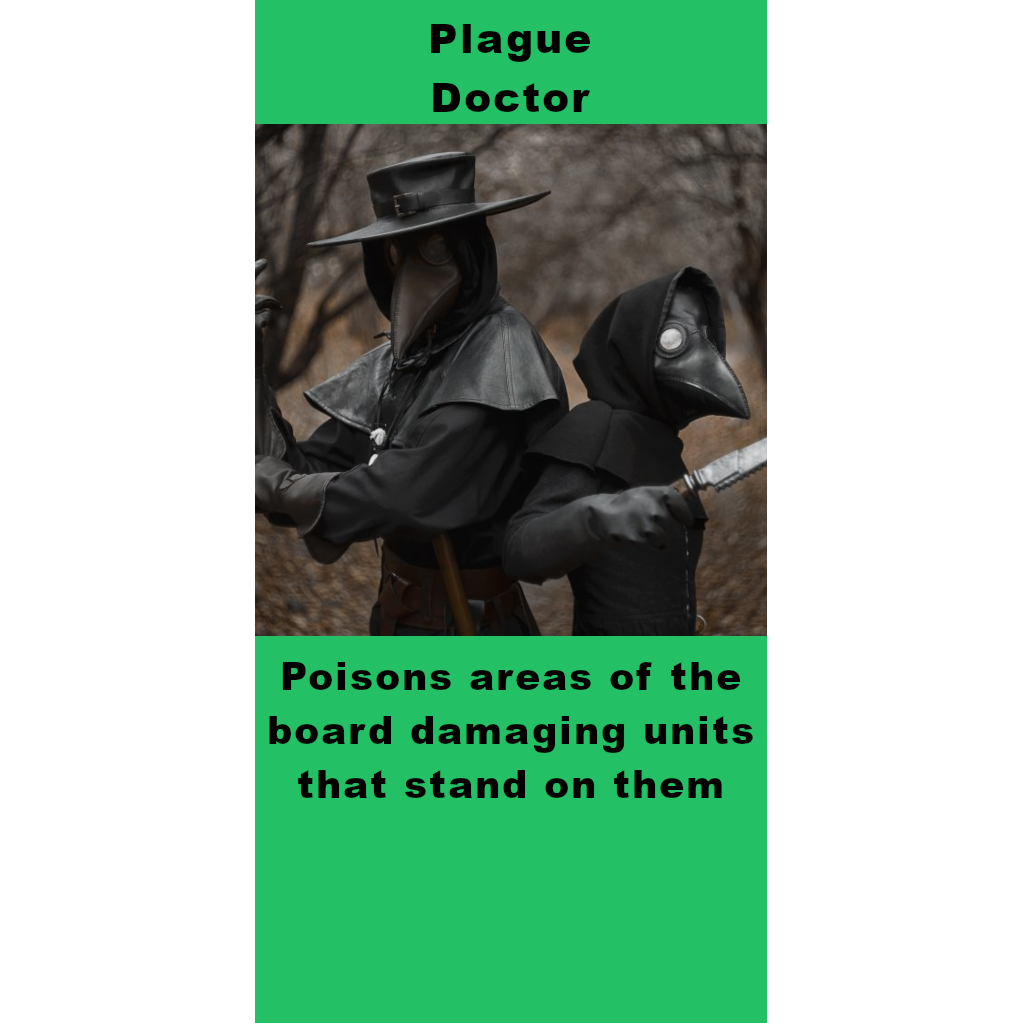 Plague
Doctor
Poisons areas of the
board damaging units
that stand on them